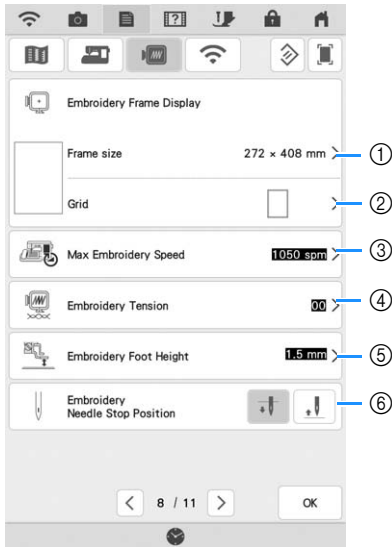 Embroidery Frame Display
Frame size 272 × 408 mm ①
Grid ②
Max Embroidery Speed 1050 spm ③
Embroidery Tension 00 ④
Embroidery Foot Height 1.5 mm ⑤
Embroidery
Needle Stop Position ⑥
8 / 11 OK